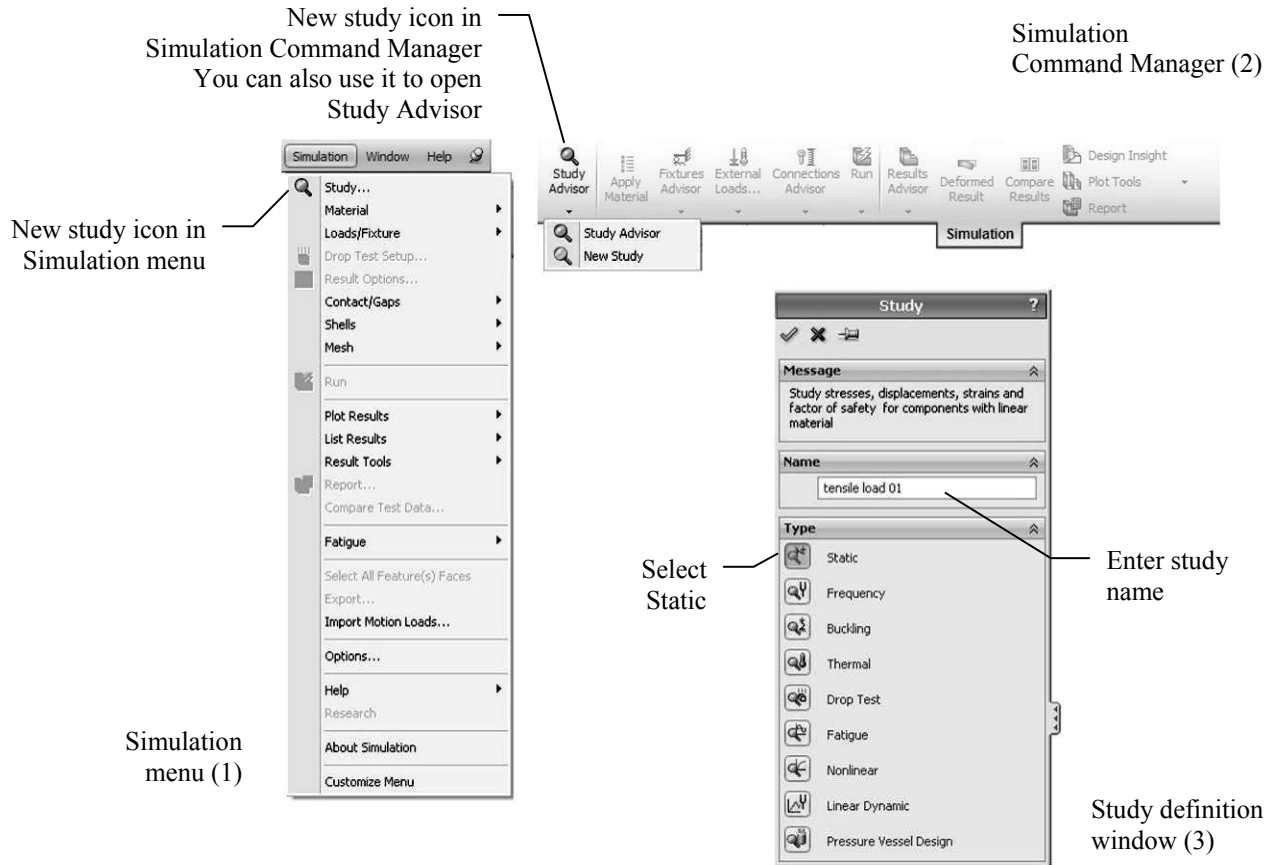 New study icon in
Simulation Command Manager
You can also use it to open
Study Advisor
Simulation
Command Manager (2)
Simulation Window Help
Study...
Material
Loads/Fixture
Drop Test Setup...
Result Options...
Contact/Gaps
Shells
Mesh
Run
Plot Results
List Results
Result Tools
Report...
Compare Test Data...
Fatigue
Select All Feature(s) Faces
Export...
Import Motion Loads...
Options...
Help
Research
About Simulation
Customize Menu
New study icon in
Simulation menu
Simulation
menu (1)
Study
Advisor
Apply
Material
Fixtures
Advisor
External
Loads...
Connections
Advisor
Run
Results
Advisor
Deformed
Result
Compare
Results
Design Insight
Plot Tools
Report
Study Advisor
New Study
Simulation
Study ?
Message
Study stresses, displacements, strains and
factor of safety for components with linear
material
Name
tensile load 01
Type
Static
Frequency
Buckling
Thermal
Drop Test
Fatigue
Nonlinear
Linear Dynamic
Pressure Vessel Design
Select
Static
Enter study
name
Study definition
window (3)